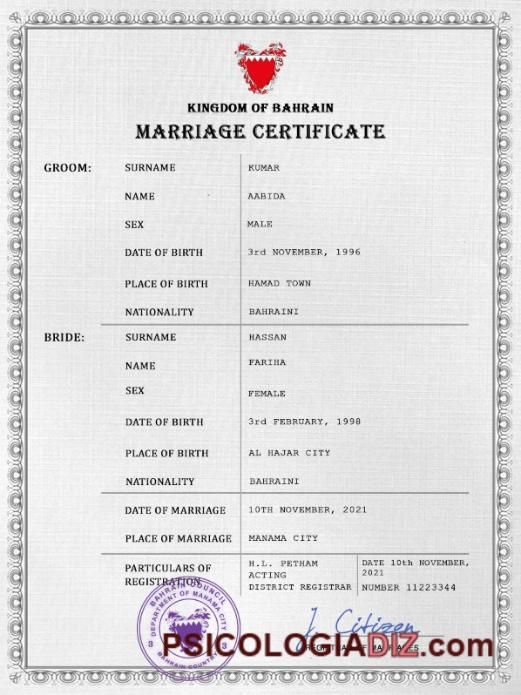 KINGDOM OF BAHRAIN
MARRIAGE CERTIFICATE
GROOM: SURNAME KUMAR
NAME AABIDA
SEX MALE
DATE OF BIRTH 3rd NOVEMBER, 1996
PLACE OF BIRTH HAMAD TOWN
NATIONALITY BAHRAINI
BRIDE: SURNAME HASSAN
NAME FARIHA
SEX FEMALE
DATE OF BIRTH 3rd FEBRUARY, 1998
PLACE OF BIRTH AL HAJAR CITY
NATIONALITY BAHRAINI
DATE OF MARRIAGE 10TH NOVEMBER, 2021
PLACE OF MARRIAGE MANAMA CITY
PARTICULARS OF
REGISTRATION
H.L. PETHAM
ACTING
DISTRICT REGISTRAR
DATE 10th NOVEMBER,
2021
NUMBER 11223344
BAHRAIN COUNCIL
DEPARTMENT OF MANAMA CITY
3 3
BAHRAIN COUNTRY
J. Citizen
PSICOLOGIADIZ.com